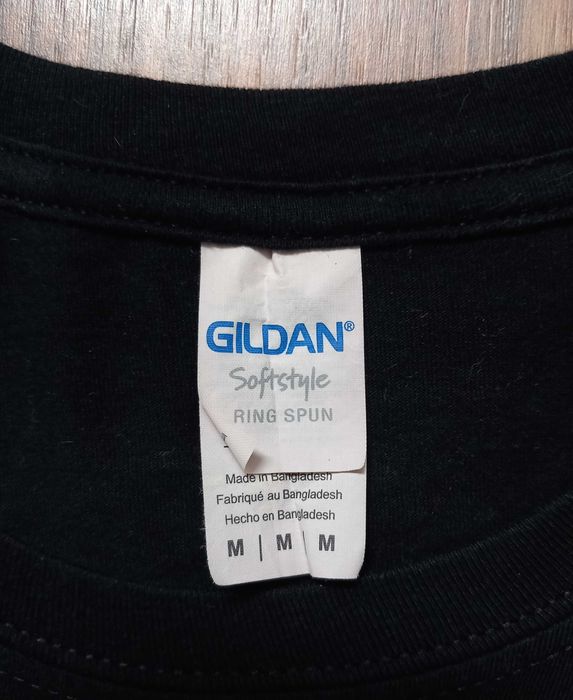 GILDAN®
Softstyle
RING SPUN
Made in Bangladesh
Fabriqué au Bangladesh
Hecho en Bangladesh
M | M | M